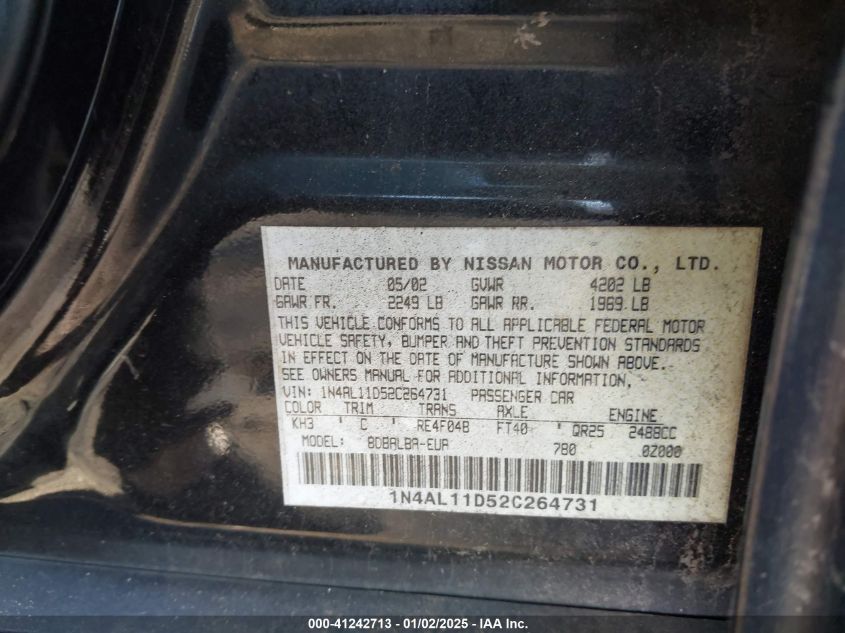 MANUFACTURED BY NISSAN MOTOR CO., LTD.
DATE 05/02 GVWR 4202 LB
GAWR FR. 2249 LB GAWR RR. 1969 LB
THIS VEHICLE CONFORMS TO ALL APPLICABLE FEDERAL MOTOR
VEHICLE SAFETY, BUMPER AND THEFT PREVENTION STANDARDS
IN EFFECT ON THE DATE OF MANUFACTURE SHOWN ABOVE.
SEE OWNERS MANUAL FOR ADDITIONAL INFORMATION.
VIN: 1N4AL11D52C264731 PASSENGER CAR
COLOR TRIM TRANS AXLE ENGINE
KH3 ' C ' RE4F04B FT40 ' QR25 2488CC
MODEL: BDBALBA-EUA 780 0Z000
1N4AL11D52C264731
000-41242713 - 01/02/2025 - IAA Inc.